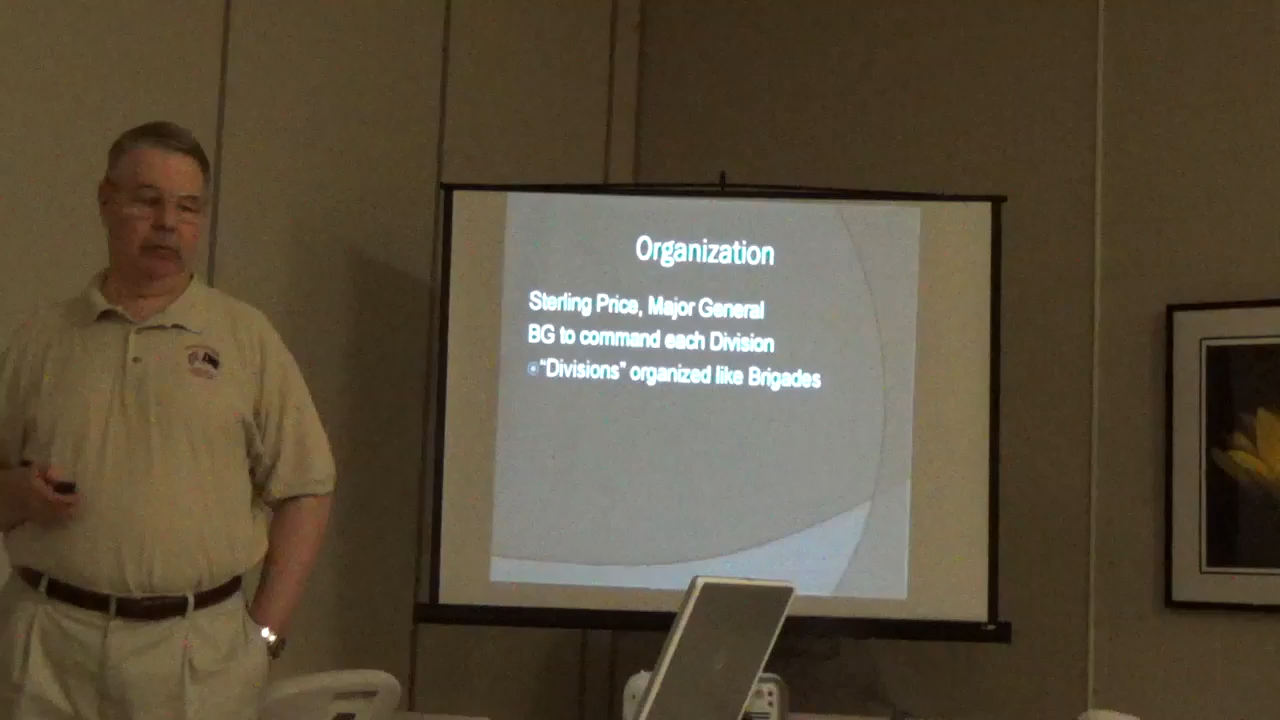 Organization
Sterling Price, Major General
BG to command each Division
"Divisions" organized like Brigades